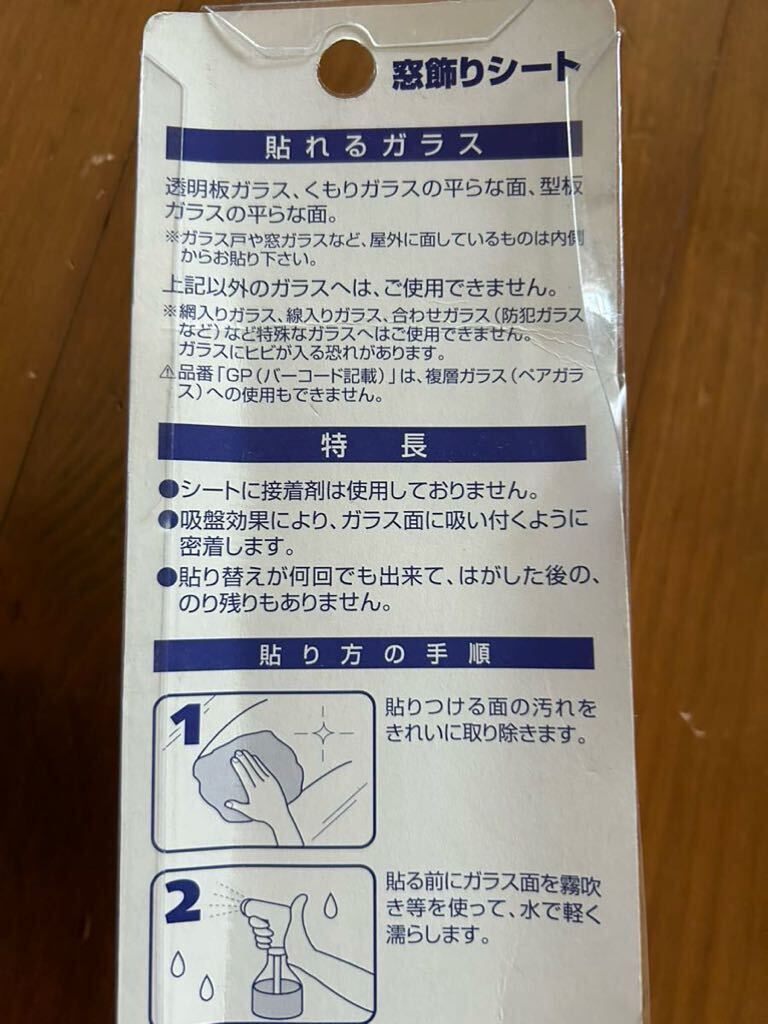 窓飾りシート
貼れるガラス
透明板ガラス、くもりガラスの平らな面、型板
ガラスの平らな面。
※ガラス戸や窓ガラスなど、屋外に面しているものは内側
からお貼り下さい。
上記以外のガラスへは、ご使用できません。
※網入りガラス、線入りガラス、合わせガラス(防犯ガラス
など)など特殊なガラスへはご使用できません。
ガラスにヒビが入る恐れがあります。
⚠品番「GP(バーコード記載)」は、複層ガラス(ペアガラ
ス)への使用もできません。
特長
●シートに接着剤は使用しておりません。
●吸盤効果により、ガラス面に吸い付くように
密着します。
●貼り替えが何回でも出来て、はがした後の、
のり残りもありません。
貼り方の手順
1
貼りつける面の汚れを
きれいに取り除きます。
2
貼る前にガラス面を霧吹
き等を使って、水で軽く
濡らします。